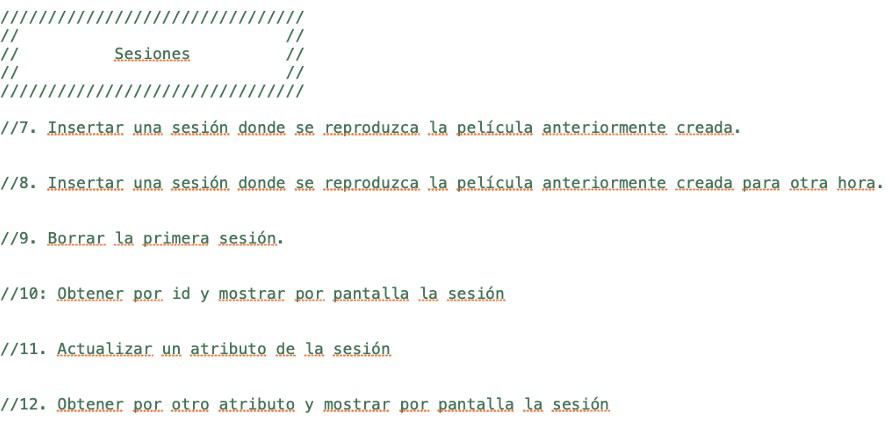 ////////////////////////////////
//                            //
//          Sesiones          //
//                            //
////////////////////////////////
//7. Insertar una sesión donde se reproduzca la película anteriormente creada.
//8. Insertar una sesión donde se reproduzca la película anteriormente creada para otra hora.
//9. Borrar la primera sesión.
//10: Obtener por id y mostrar por pantalla la sesión
//11. Actualizar un atributo de la sesión
//12. Obtener por otro atributo y mostrar por pantalla la sesión